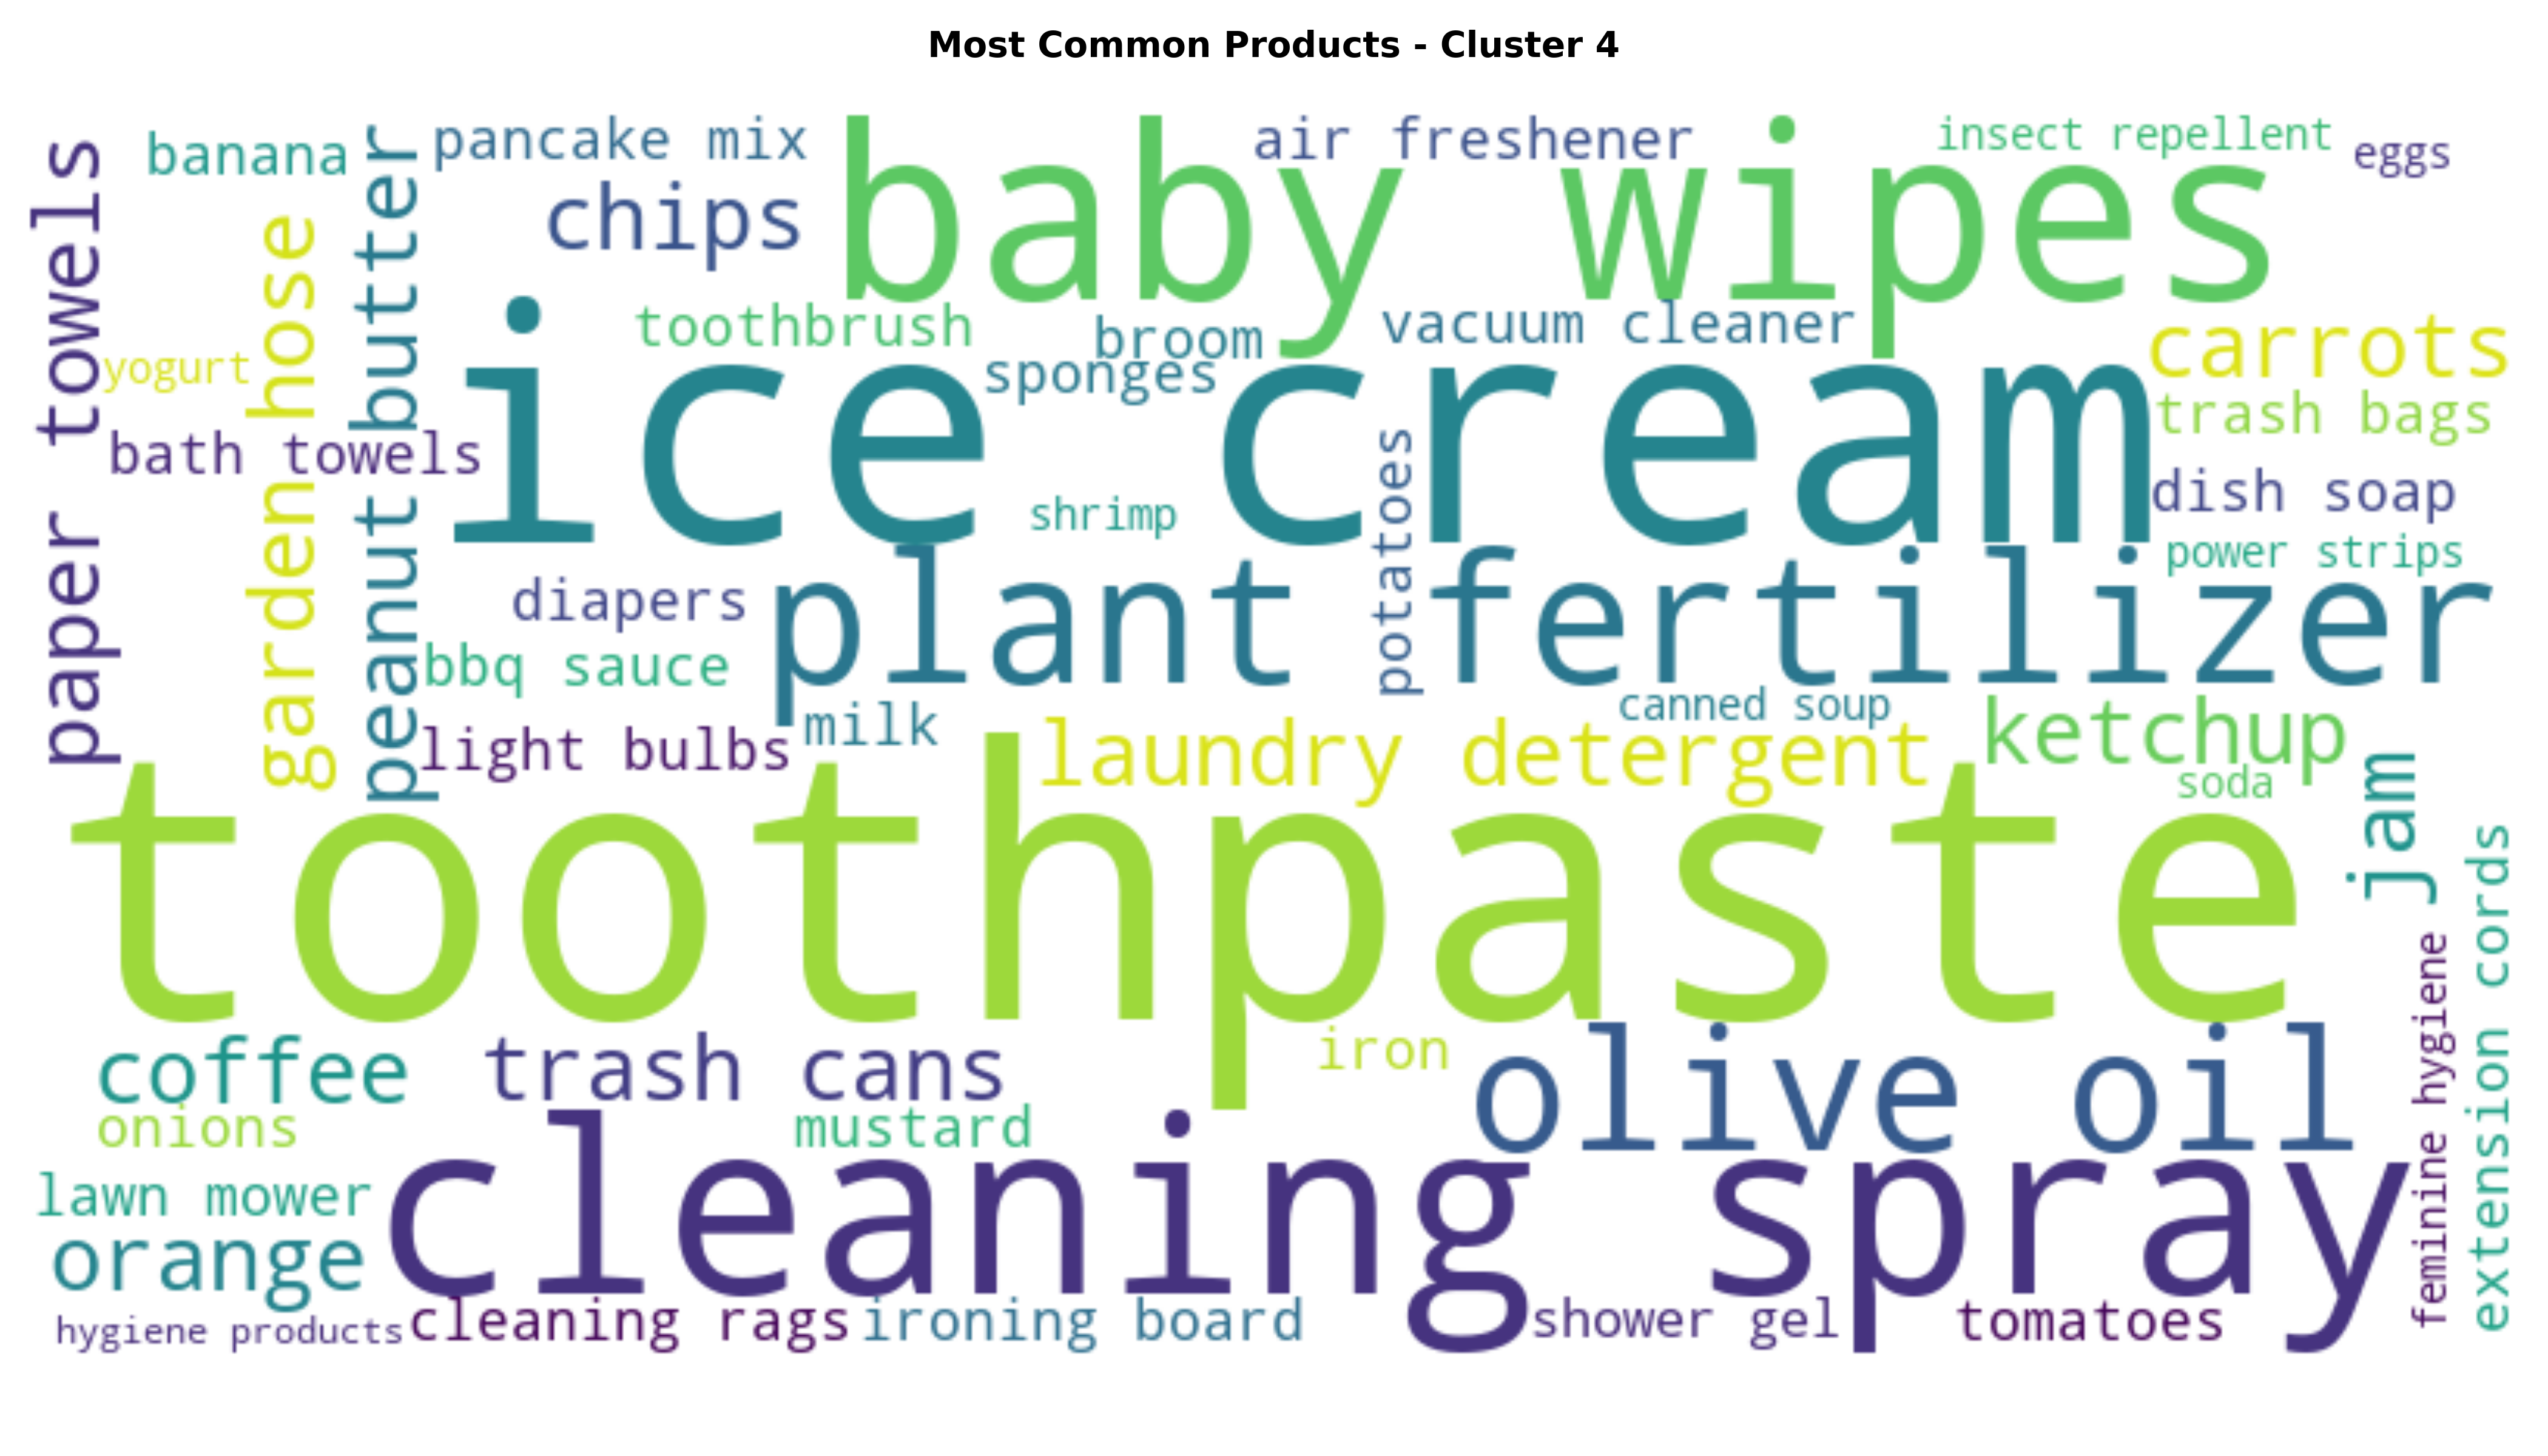 Most Common Products - Cluster 4
paper towels
banana
garden hose
peanut butter
pancake mix
chips
baby wipes
air freshener
insect repellent
eggs
yogurt
toothbrush
broom
sponges
vacuum cleaner
carrots
trash bags
bath towels
ice cream
dish soap
shrimp
potatoes
power strips
diapers
plant fertilizer
bbq sauce
milk
canned soup
light bulbs
laundry detergent
ketchup
soda
jam
toothpaste
extension cords
feminine hygiene
coffee
trash cans
iron
olive oil
onions
mustard
lawn mower
cleaning spray
orange
hygiene products
cleaning rags
ironing board
shower gel
tomatoes